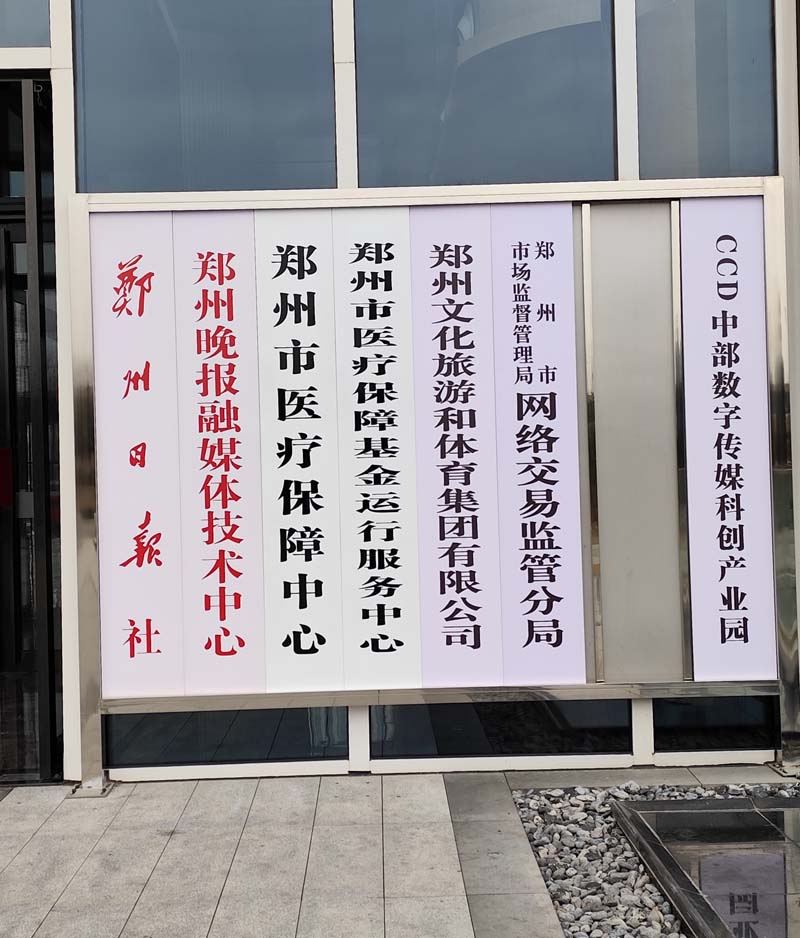 郑州日报社
郑州晚报融媒体技术中心
郑州市医疗保障中心
郑州市医疗保障基金运行服务中心
郑州文化旅游和体育集团有限公司
郑州市
市场监督管理局
网络交易监管分局
CCD中部数字传媒科创产业园